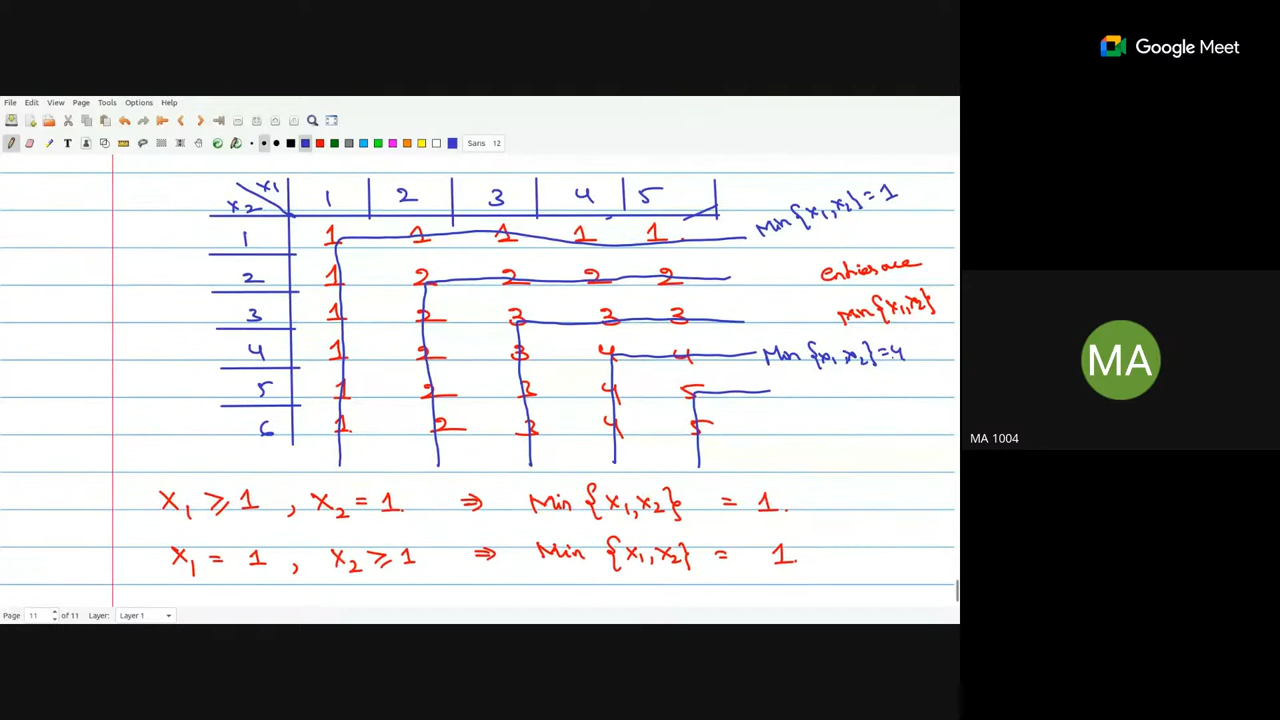 Google Meet
File Edit View Page Tools Options Help
Sans 12
x1 1 2 3 4 5
x2
Min{x1,x2}=1
1 1 1 1 1 1
2 1 2 2 2 2
entries are
3 1 2 3 3 3
Min{x1,x2}
4 1 2 3 4 4 Min{x1,x2}=4
5 1 2 3 4 5
6 1 2 3 4 5
x1 ≥ 1 , x2 = 1. ⇒ Min {x1,x2} = 1.
x1 = 1 , x2 ≥ 1 ⇒ Min {x1,x2} = 1.
MA
MA 1004
Page 11 of 11 Layer: Layer 1